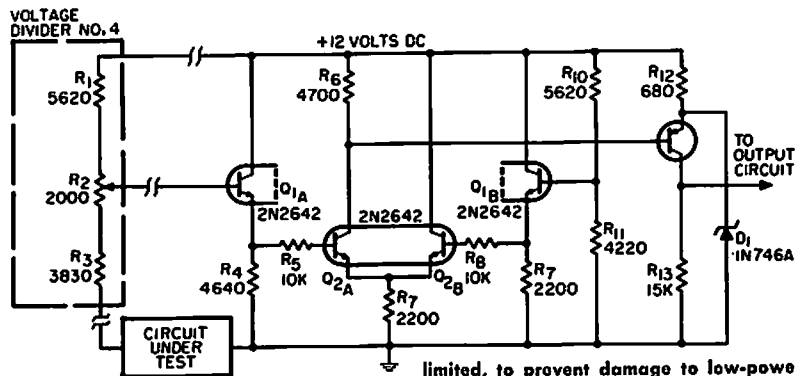 VOLTAGE
DIVIDER NO. 4
+12 VOLTS DC
R1
5620
R2
2000
R3
3830
CIRCUIT
UNDER
TEST
Q1A
2N2642
R4
4640
R5
10K
R6
4700
2N2642
Q2A
Q2B
R7
2200
R8
10K
Q1B
2N2642
R7
2200
R10
5620
R11
4220
R12
680
TO
OUTPUT
CIRCUIT
R13
15K
D1
1N746A
limited, to prevent damage to low-powe